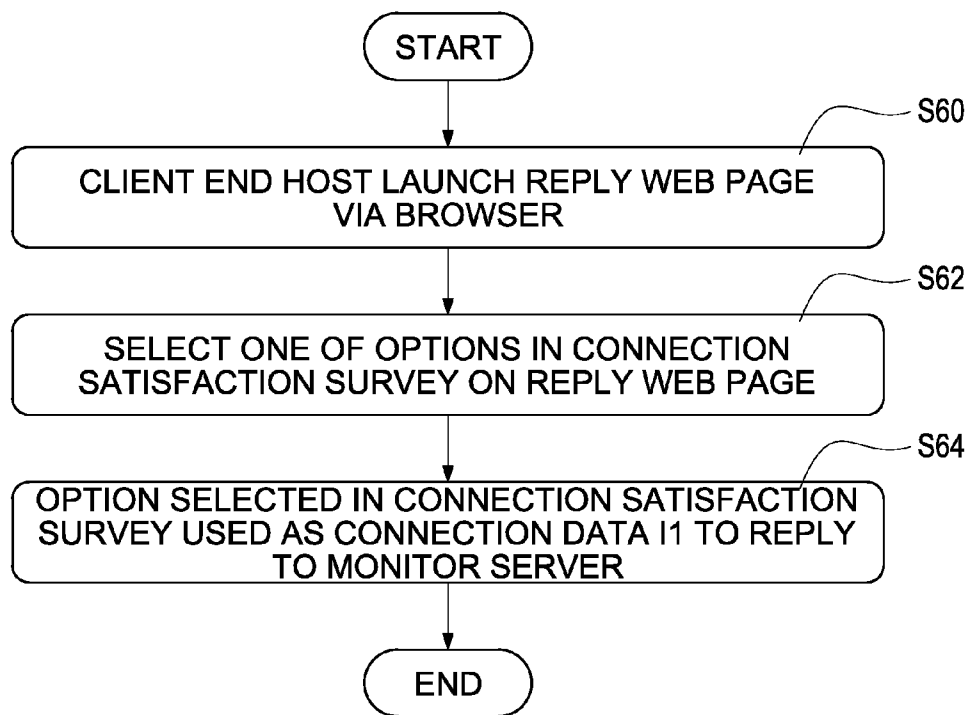 START
S60
CLIENT END HOST LAUNCH REPLY WEB PAGE
VIA BROWSER
S62
SELECT ONE OF OPTIONS IN CONNECTION
SATISFACTION SURVEY ON REPLY WEB PAGE
S64
OPTION SELECTED IN CONNECTION SATISFACTION
SURVEY USED AS CONNECTION DATA I1 TO REPLY
TO MONITOR SERVER
END